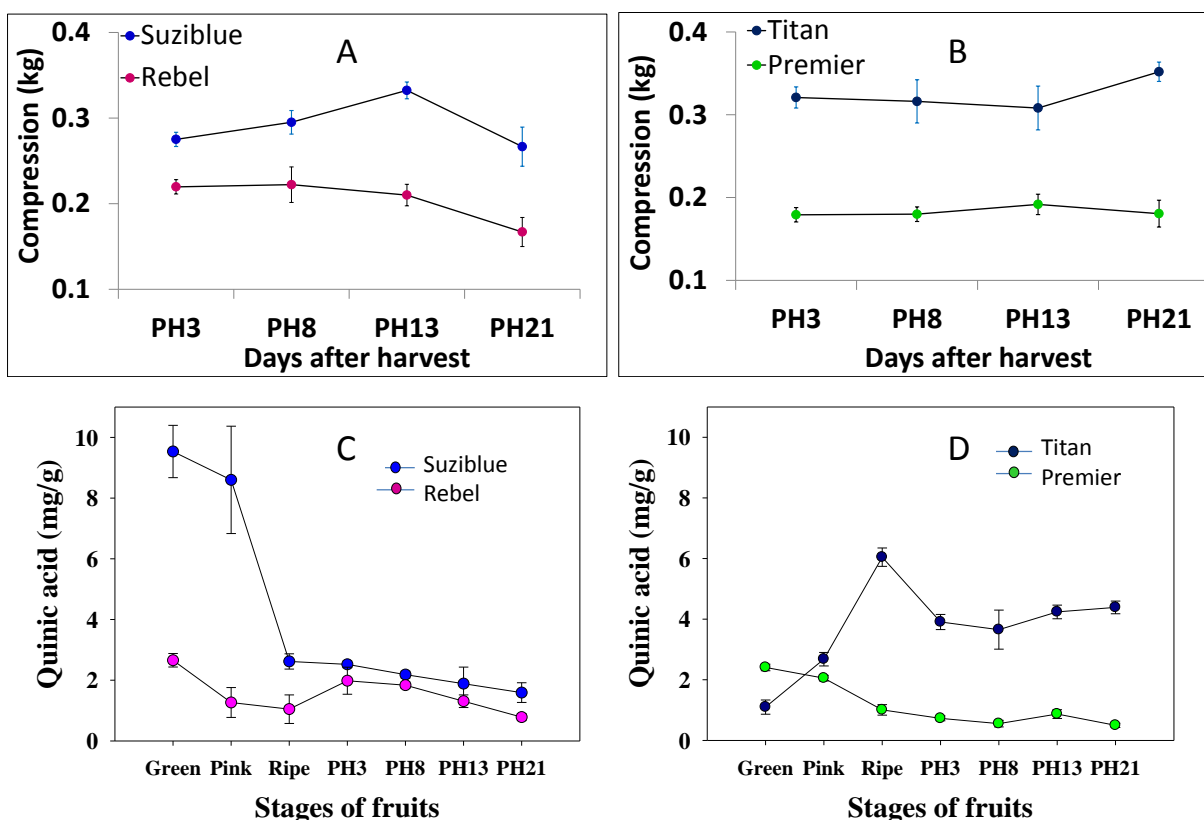 A
Suziblue
Rebel
Compression (kg)
0.4
0.3
0.2
0.1
PH3 PH8 PH13 PH21
Days after harvest
B
Titan
Premier
Compression (kg)
0.4
0.3
0.2
0.1
PH3 PH8 PH13 PH21
Days after harvest
C
Suziblue
Rebel
Quinic acid (mg/g)
10
8
6
4
2
0
Green Pink Ripe PH3 PH8 PH13 PH21
Stages of fruits
D
Titan
Premier
Quinic acid (mg/g)
10
8
6
4
2
0
Green Pink Ripe PH3 PH8 PH13 PH21
Stages of fruits